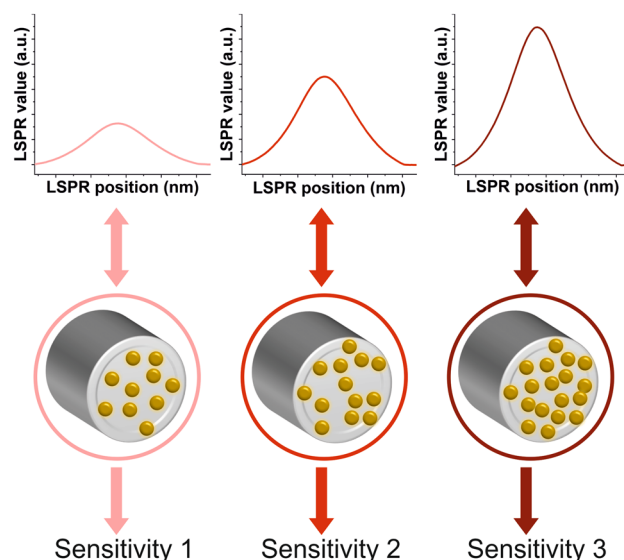 LSPR value (a.u.)
LSPR position (nm)
LSPR value (a.u.)
LSPR position (nm)
LSPR value (a.u.)
LSPR position (nm)
Sensitivity 1
Sensitivity 2
Sensitivity 3